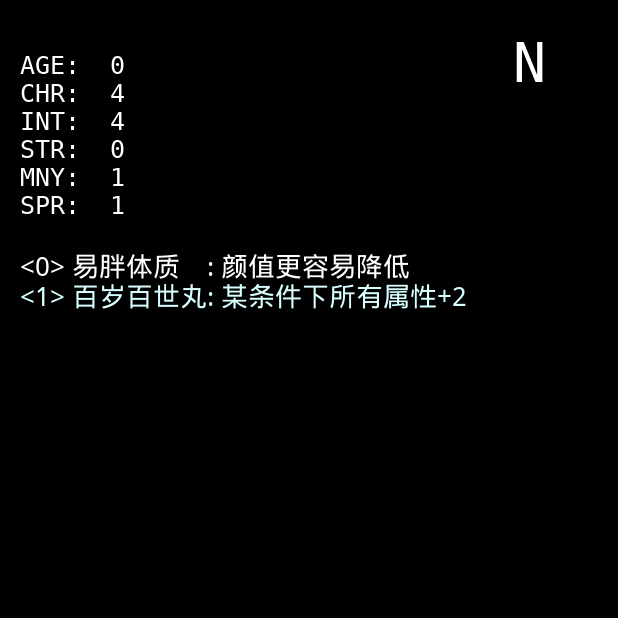 N
AGE: 0
CHR: 4
INT: 4
STR: 0
MNY: 1
SPR: 1
<0> 易胖体质 : 颜值更容易降低
<1> 百岁百世丸: 某条件下所有属性+2